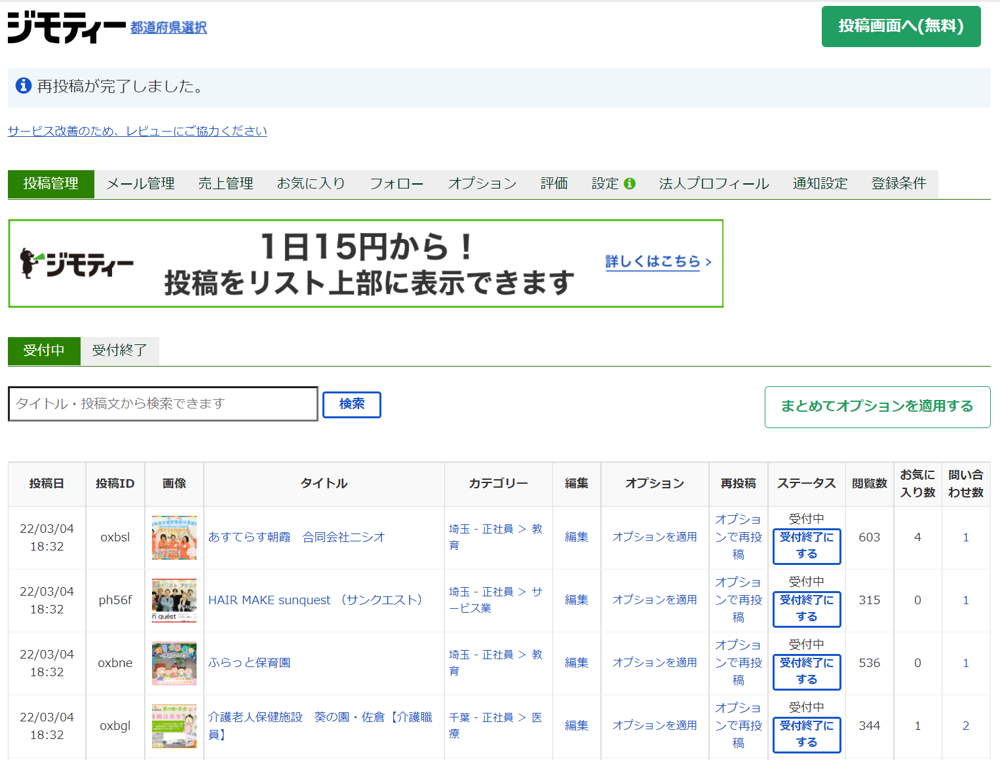 ジモティー 都道府県選択
投稿画面へ(無料)
再投稿が完了しました。
サービス改善のため、レビューにご協力ください
投稿管理 メール管理 売上管理 お気に入り フォロー オプション 評価 設定 法人プロフィール 通知設定 登録条件
ジモティー
1日15円から！
投稿をリスト上部に表示できます
詳しくはこちら >
受付中 受付終了
タイトル・投稿文から検索できます 検索
まとめてオプションを適用する
投稿日 投稿ID 画像 タイトル カテゴリー 編集 オプション 再投稿 ステータス 閲覧数 お気に入り数 問い合わせ数
22/03/04
18:32
oxbsl
あすてらす朝霞　合同会社ニシオ
埼玉 - 正社員 ＞ 教
育
編集
オプションを適用
オプショ
ンで再投
稿
受付中
受付終了に
する
603
4
1
22/03/04
18:32
ph56f
quest
HAIR MAKE sunquest （サンクエスト）
埼玉 - 正社員 ＞ サ
ービス業
編集
オプションを適用
オプショ
ンで再投
稿
受付中
受付終了に
する
315
0
1
22/03/04
18:32
oxbne
ふらっと保育園
埼玉 - 正社員 ＞ 教
育
編集
オプションを適用
オプショ
ンで再投
稿
受付中
受付終了に
する
536
0
1
22/03/04
18:32
oxbgl
介護老人保健施設　葵の園・佐倉【介護職
員】
千葉 - 正社員 ＞ 医
療
編集
オプションを適用
オプショ
ンで再投
稿
受付中
受付終了に
する
344
1
2